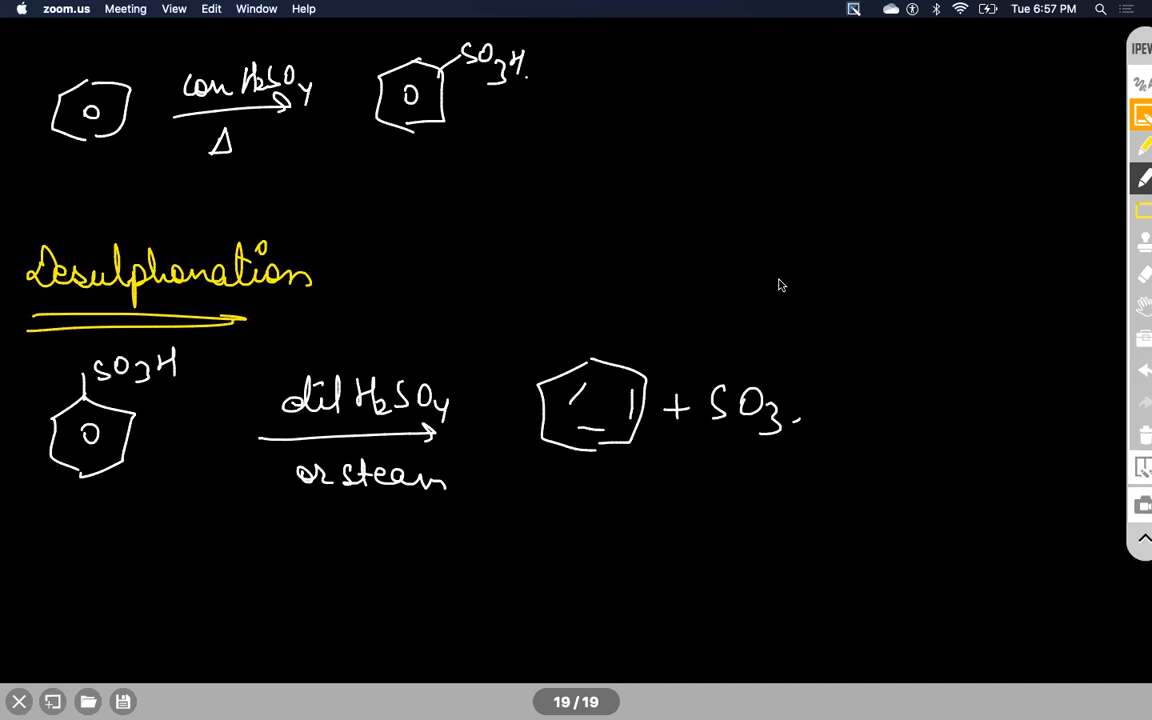 zoom.us Meeting View Edit Window Help Tue 6:57 PM
IPEV
SO3H.
con H2SO4
Δ
Desulphonation
SO3H
dil H2SO4
+ SO3.
or steam
19 / 19